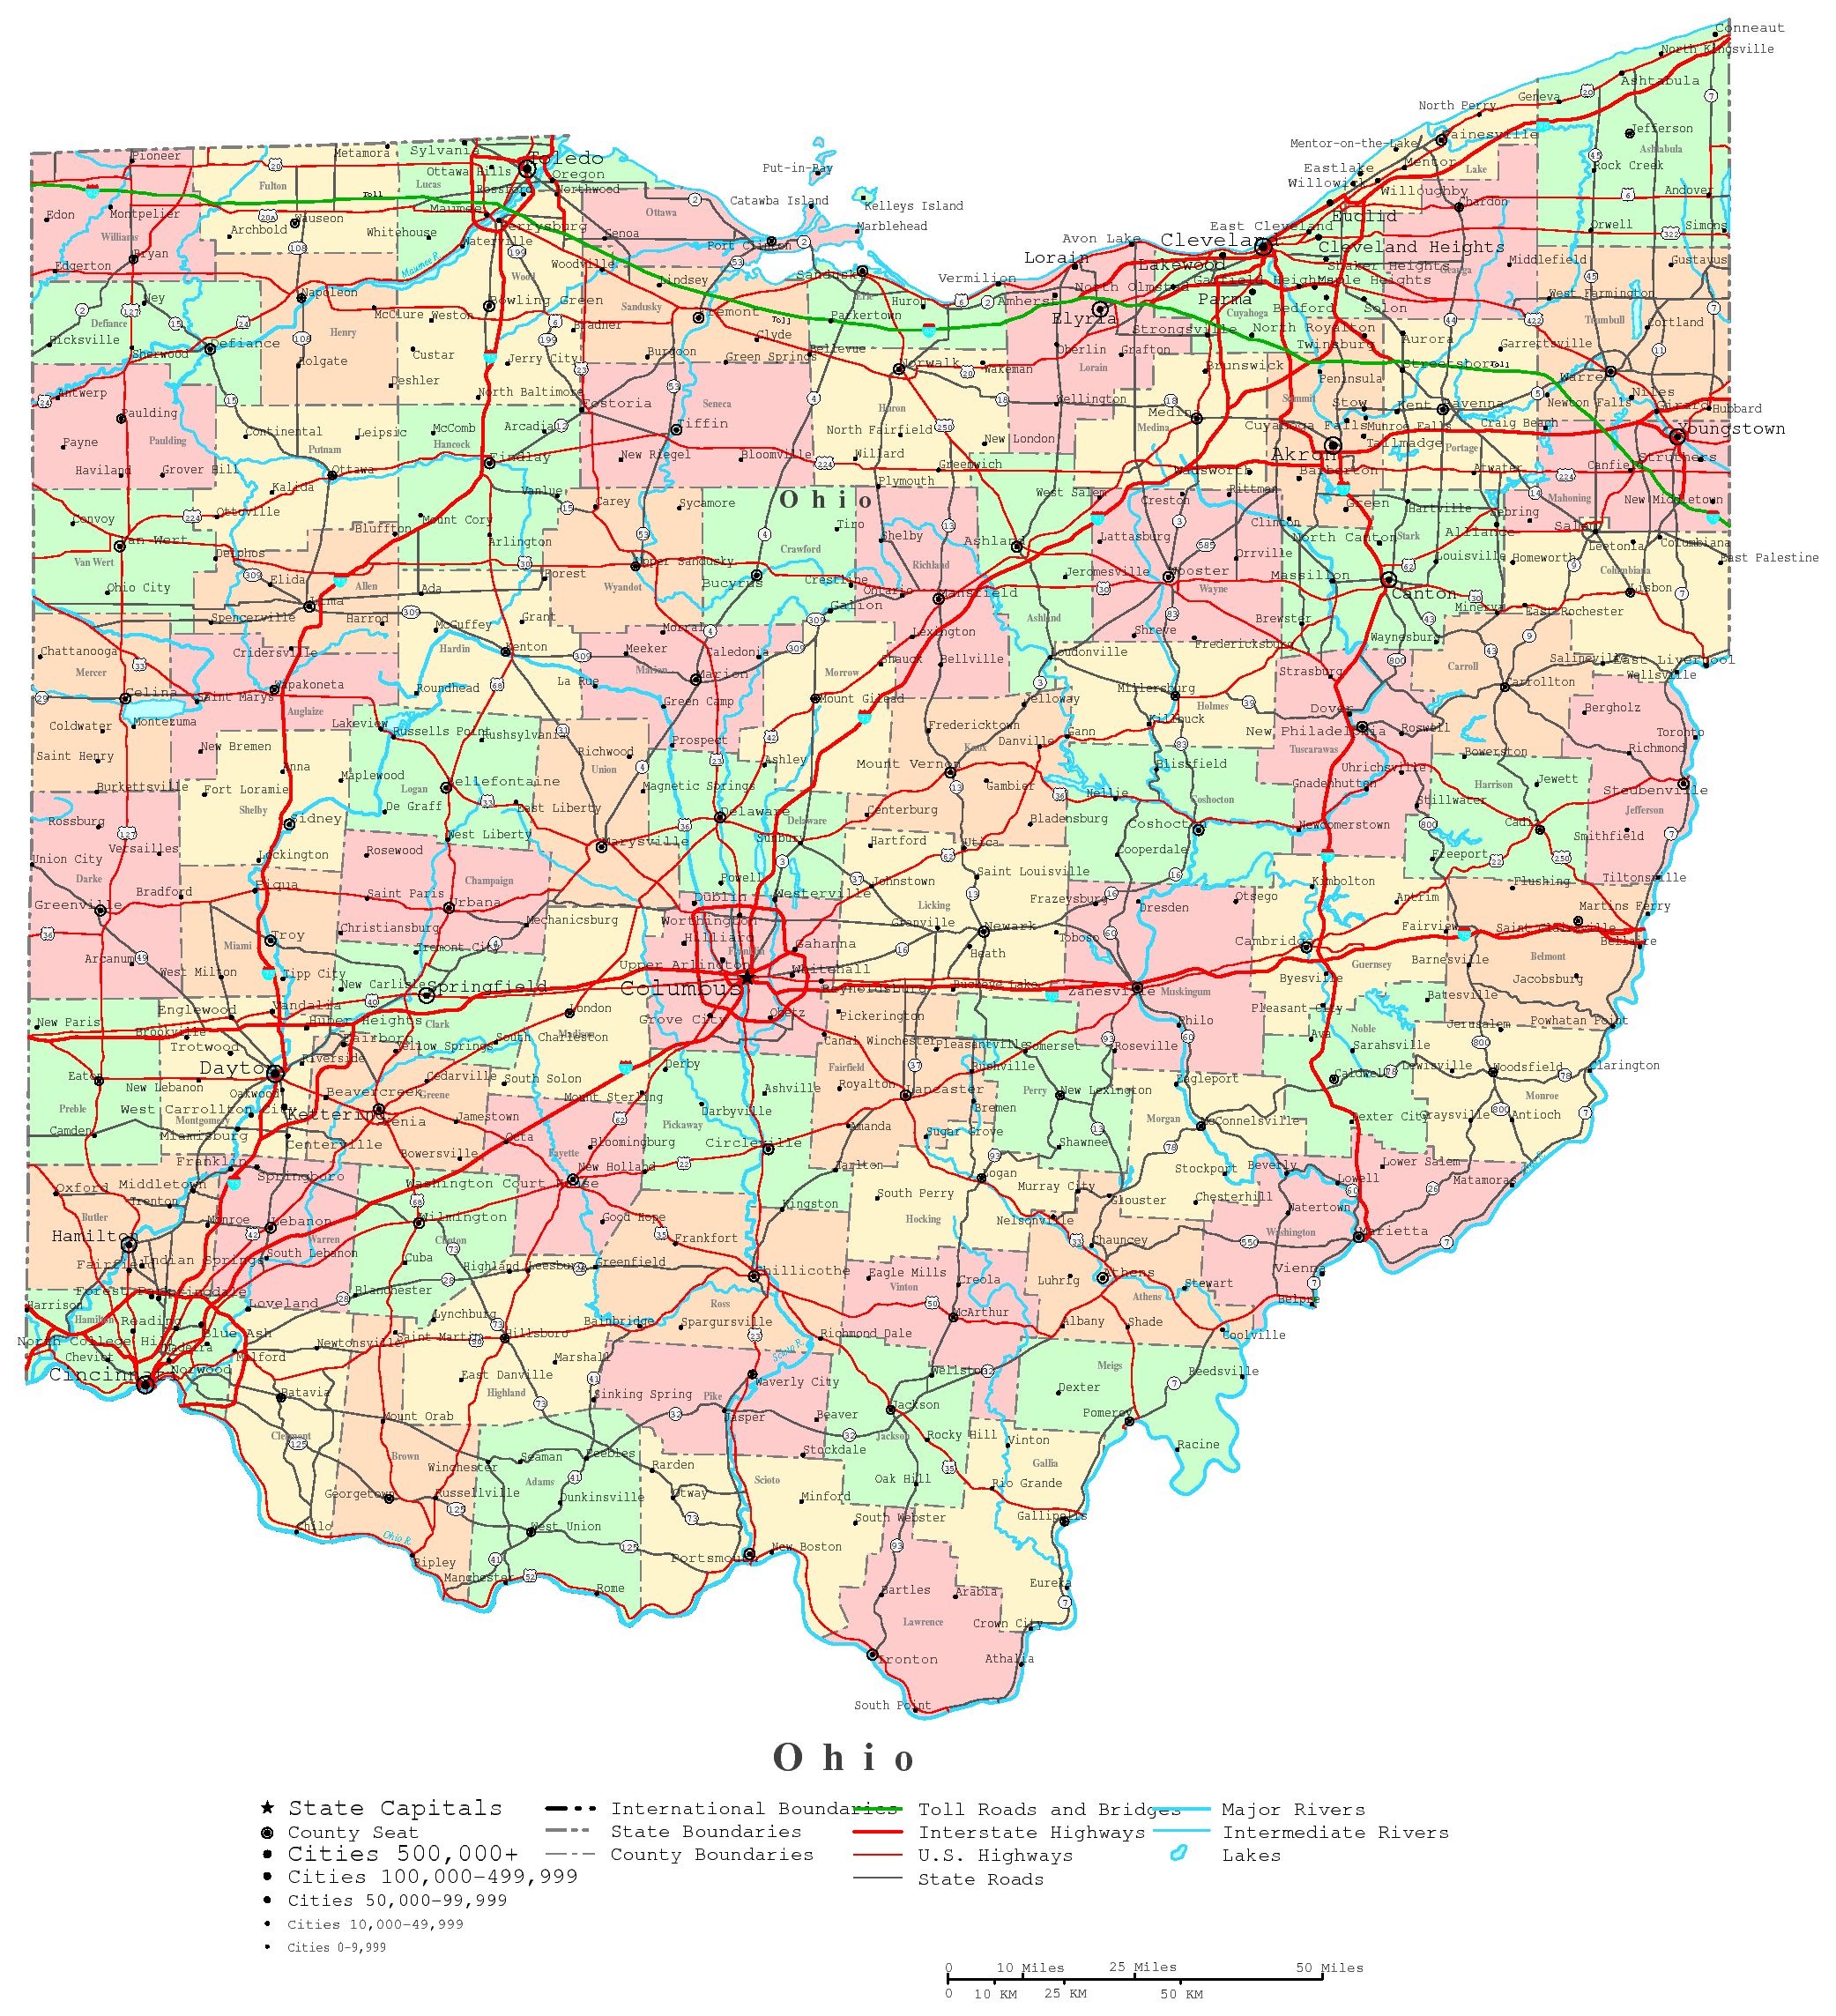 Conneaut
North Kingsville
Ashtabula
Geneva
North Perry
Painesville
Jefferson
Mentor-on-the-Lake
Ashtabula
Pioneer
Metamora
Sylvania
Toledo
Oregon
Put-in-Bay
Eastlake
Mentor
Lake
Rock Creek
Fulton
Lucas
Ottawa Hills
Rossford
Northwood
Willowick
Willoughby
Andover
Toll
Edon
Montpelier
Wauseon
Maumee
Ottawa
Catawba Island
Kelleys Island
Chardon
Euclid
Archbold
Whitehouse
Perrysburg
Genoa
Marblehead
East Cleveland
Orwell
Simons
Williams
Bryan
Waterville
Port Clinton
Avon Lake
Cleveland
Cleveland Heights
Edgerton
Maumee R.
Woodville
Lorain
Lakewood
Shaker Heights
Geauga
Middlefield
Gustavus
Wood
Sandusky
Vermilion
North Olmsted
Garfield Heights
Maple Heights
Ney
Napoleon
Bowling Green
Lindsey
Sandusky
Erie
Huron
Amherst
Parma
Bedford
Solon
West Farmington
Defiance
McClure
Weston
Fremont
Toll
Parkertown
Elyria
Cuyahoga
Trumbull
Cortland
Hicksville
Henry
Bradner
Clyde
Strongsville
North Royalton
Sherwood
Defiance
Custar
Jerry City
Burgoon
Green Springs
Bellevue
Norwalk
Wakeman
Oberlin
Grafton
Lorain
Twinsburg
Aurora
Garrettsville
Holgate
Deshler
Brunswick
Streetsboro
Toll
Warren
Antwerp
North Baltimore
Peninsula
Niles
Paulding
Fostoria
Seneca
Huron
Wellington
Medina
Summit
Stow
Kent
Ravenna
Newton Falls
Girard
Hubbard
Payne
Paulding
Continental
Leipsic
McComb
Arcadia
Tiffin
North Fairfield
New London
Medina
Cuyahoga Falls
Munroe Falls
Tallmadge
Craig Beach
Youngstown
Putnam
Hancock
Akron
Portage
Struthers
Haviland
Grover Hill
Ottawa
Findlay
New Riegel
Bloomville
Willard
Greenwich
Wadsworth
Barberton
Atwater
Canfield
Kalida
Vanlue
Carey
Sycamore
Ohio
Plymouth
West Salem
Creston
Rittman
Green
Hartville
Mahoning
New Middletown
Convoy
Ottoville
Mount Cory
Tiro
Clinton
Sebring
Bluffton
Arlington
Shelby
Ashland
Lattasburg
North Canton
Stark
Alliance
Salem
Van Wert
Delphos
Crawford
Leetonia
Columbiana
Van Wert
Elida
Allen
Forest
Upper Sandusky
Bucyrus
Crestline
Richland
Jeromesville
Wooster
Orrville
Massillon
Louisville
Homeworth
East Palestine
Ohio City
Ada
Wyandot
Ontario
Mansfield
Wayne
Canton
Columbiana
Lisbon
Lima
Galion
Minerva
East Rochester
Spencerville
Harrod
McGuffey
Grant
Morral
Lexington
Ashland
Shreve
Fredericksburg
Brewster
Waynesburg
Chattanooga
Cridersville
Hardin
Kenton
Meeker
Caledonia
Shauck
Bellville
Loudonville
Strasburg
Carroll
Salineville
East Liverpool
Mercer
Marion
Marion
Morrow
Wellsville
Celina
Saint Marys
Wapakoneta
Roundhead
La Rue
Green Camp
Mount Gilead
Jelloway
Millersburg
Holmes
Carrollton
Coldwater
Montezuma
Auglaize
Lakeview
Russells Point
Rushsylvania
Fredericktown
Killbuck
Dover
New Philadelphia
Roswell
Bergholz
Toronto
Saint Henry
New Bremen
Richwood
Prospect
Knox
Danville
Gann
Tuscarawas
Bowerston
Richmond
Anna
Maplewood
Union
Ashley
Mount Vernon
Blissfield
Uhrichsville
Burkettsville
Fort Loramie
Logan
Bellefontaine
Magnetic Springs
Gambier
Gnadenhutten
Harrison
Jewett
Steubenville
Rossburg
Shelby
Sidney
De Graff
East Liberty
Delaware
Delaware
Centerburg
Bladensburg
Nellie
Coshocton
Coshocton
Newcomerstown
Stillwater
Cadiz
Jefferson
Smithfield
Versailles
West Liberty
Marysville
Sunbury
Hartford
Utica
Union City
Lockington
Rosewood
Cooperdale
Freeport
Darke
Bradford
Piqua
Saint Paris
Champaign
Powell
Johnstown
Saint Louisville
Kimbolton
Flushing
Tiltonsville
Greenville
Urbana
Dublin
Westerville
Licking
Frazeysburg
Dresden
Otsego
Antrim
Martins Ferry
Mechanicsburg
Worthington
Granville
Newark
Fairview
Saint Clairsville
Miami
Troy
Christiansburg
Tremont City
Hilliard
Franklin
Gahanna
Toboso
Cambridge
Bellaire
Arcanum
West Milton
Tipp City
New Carlisle
Springfield
Upper Arlington
Whitehall
Heath
Guernsey
Barnesville
Belmont
Jacobsburg
Columbus
Reynoldsburg
Buckeye Lake
Zanesville
Muskingum
Byesville
Batesville
New Paris
Englewood
Vandalia
Huber Heights
Clark
London
Grove City
Obetz
Pickerington
Philo
Pleasant City
Jerusalem
Powhatan Point
Brookville
Trotwood
Fairborn
Yellow Springs
South Charleston
Madison
Canal Winchester
Pleasantville
Somerset
Roseville
Ava
Noble
Sarahsville
Riverside
Eaton
Dayton
New Lebanon
Oakwood
Beavercreek
Cedarville
Greene
South Solon
Derby
Mount Sterling
Fairfield
Royalton
Lancaster
Rushville
New Lexington
Eagleport
Caldwell
Lewisville
Woodsfield
Clarington
Preble
West Carrollton City
Kettering
Xenia
Jamestown
Darbyville
Ashville
Perry
Bremen
Morgan
McConnelsville
Dexter City
Graysville
Antioch
Monroe
Camden
Montgomery
Miamisburg
Centerville
Octa
Bloomingburg
Pickaway
Circleville
Amanda
Sugar Grove
Shawnee
Franklin
Springboro
Bowersville
Fayette
New Holland
Tarlton
Logan
Stockport
Beverly
Lower Salem
Oxford
Middletown
Washington Court House
Matamoras
Trenton
Kingston
South Perry
Murray City
Glouster
Chesterhill
Lowell
Butler
Monroe
Lebanon
Wilmington
Good Hope
Hocking
Nelsonville
Watertown
Hamilton
Warren
Clinton
Frankfort
Chauncey
Washington
Marietta
Fairfield
Indian Springs
South Lebanon
Cuba
Highland
Leesburg
Greenfield
Chillicothe
Eagle Mills
Creola
Luhrig
Athens
Stewart
Vienna
Harrison
Forest Park
Springdale
Loveland
Blanchester
Vinton
Athens
Belpre
Hamilton
Reading
Blue Ash
Lynchburg
Ross
McArthur
North College Hill
Madeira
Newtonsville
Saint Martin
Hillsboro
Bainbridge
Spargursville
Richmond Dale
Albany
Shade
Coolville
Cheviot
Milford
Marshall
Scioto R.
Cincinnati
Norwood
East Danville
Wellston
Meigs
Reedsville
Batavia
Highland
Sinking Spring
Pike
Waverly City
Dexter
Mount Orab
Jasper
Beaver
Jackson
Pomeroy
Clermont
Jackson
Rocky Hill
Vinton
Racine
Brown
Winchester
Seaman
Peebles
Rarden
Stockdale
Gallia
Adams
Scioto
Oak Hill
Rio Grande
Georgetown
Russellville
Dunkinsville
Otway
Minford
Chilo
West Union
South Webster
Gallipolis
Ohio R.
Ripley
Portsmouth
New Boston
Manchester
Rome
Bartles
Arabia
Eureka
Lawrence
Crown City
Ironton
Athalia
South Point
Ohio
State Capitals
County Seat
Cities 500,000+
Cities 100,000-499,999
Cities 50,000-99,999
Cities 10,000-49,999
Cities 0-9,999
International Boundaries
State Boundaries
County Boundaries
Toll Roads and Bridges
Interstate Highways
U.S. Highways
State Roads
Major Rivers
Intermediate Rivers
Lakes
0 10 Miles 25 Miles 50 Miles
0 10 KM 25 KM 50 KM